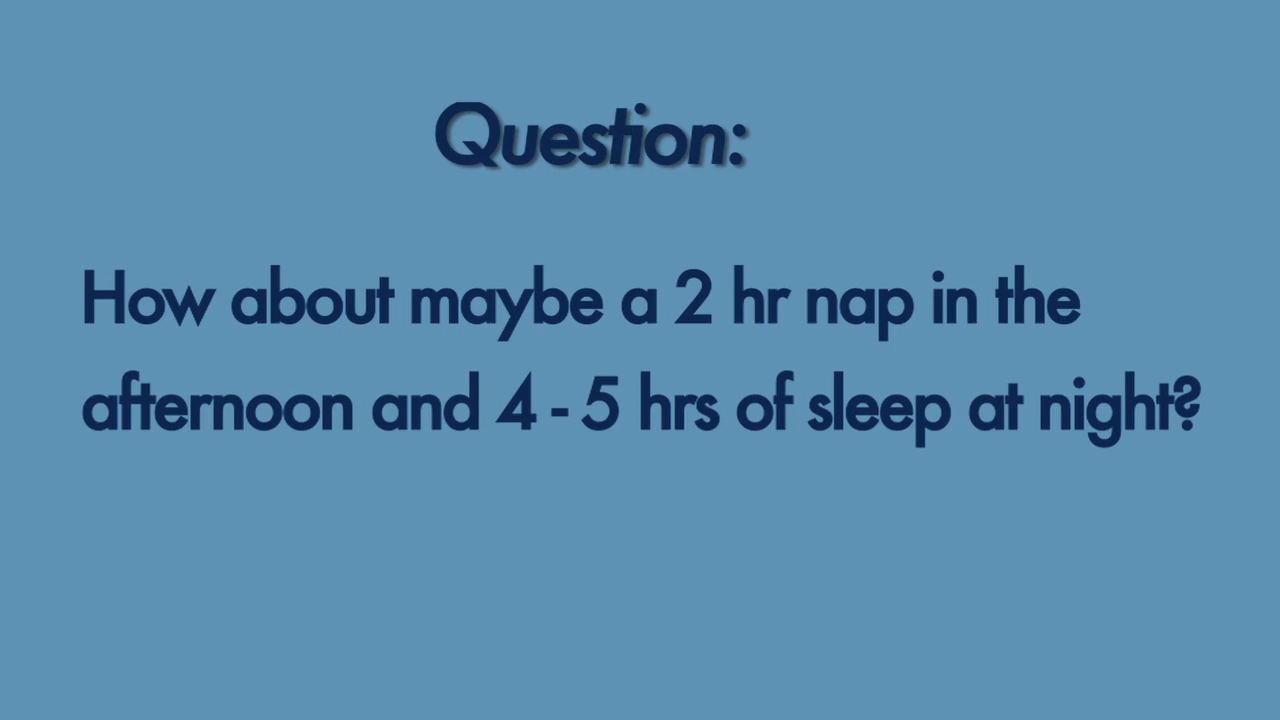 Question:
How about maybe a 2 hr nap in the
afternoon and 4 - 5 hrs of sleep at night?